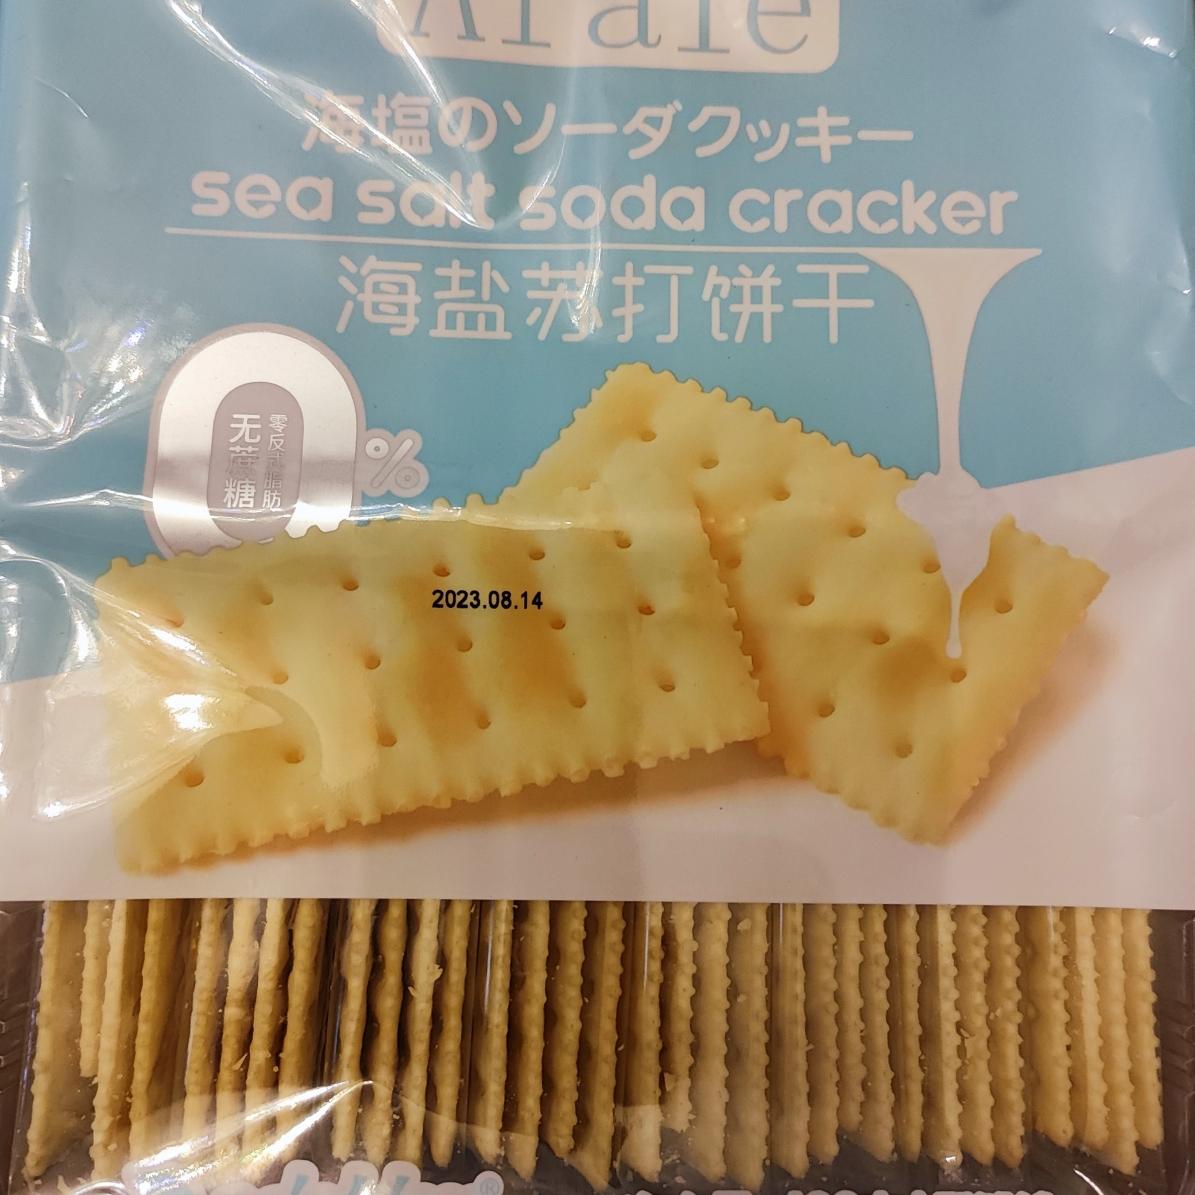 Arale
海塩のソーダクッキー
sea salt soda cracker
海盐苏打饼干
0%
无蔗糖
零反式脂肪
2023.08.14